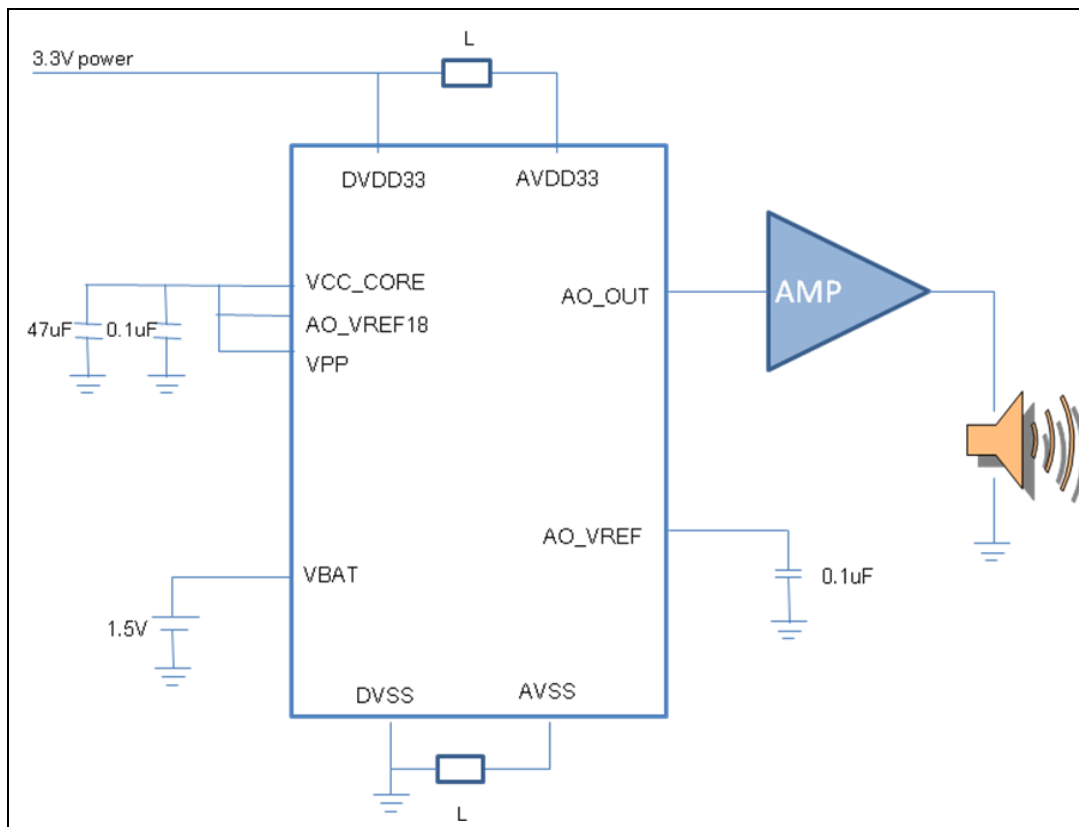 L
3.3V power
DVDD33
AVDD33
VCC_CORE
AO_OUT
AMP
47uF
0.1uF
AO_VREF18
VPP
AO_VREF
VBAT
0.1uF
1.5V
DVSS
AVSS
L